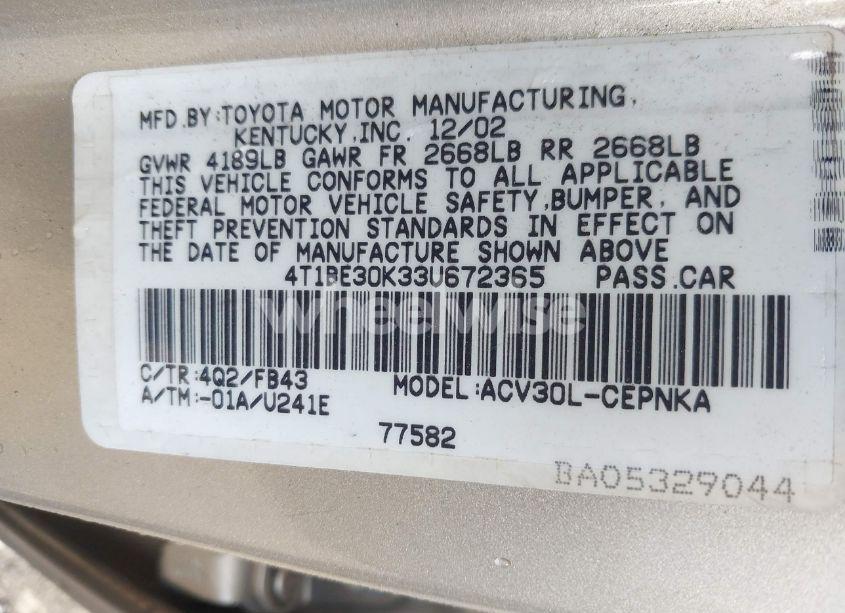 MFD.BY:TOYOTA MOTOR MANUFACTURING,
KENTUCKY,INC. 12/02
GVWR 4189LB GAWR FR 2668LB RR 2668LB
THIS VEHICLE CONFORMS TO ALL APPLICABLE
FEDERAL MOTOR VEHICLE SAFETY,BUMPER, AND
THEFT PREVENTION STANDARDS IN EFFECT ON
THE DATE OF MANUFACTURE SHOWN ABOVE
4T1BE30K33U672365 PASS.CAR
wheelwise
C/TR:4Q2/FB43 MODEL:ACV30L-CEPNKA
A/TM:-01A/U241E
77582
BA05329044